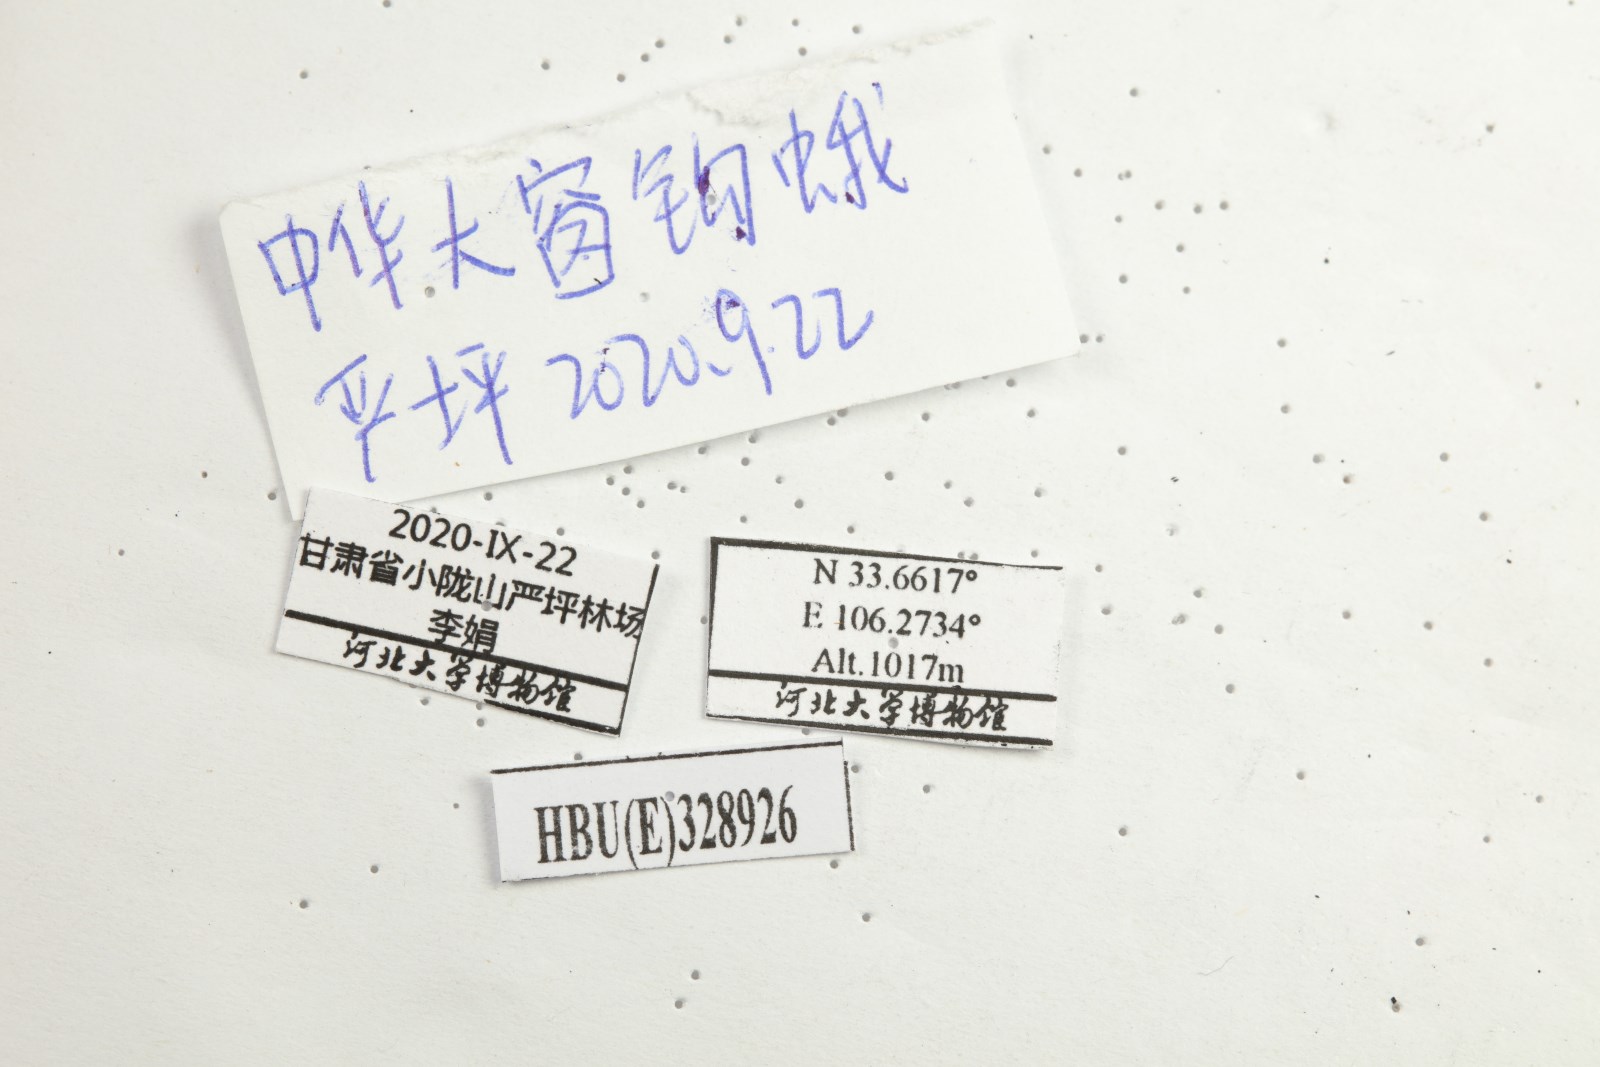 中华大窗钩蛾
严坪 2020.9.22
2020-IX-22
甘肃省小陇山严坪林场
李娟
河北大学博物馆
N 33.6617°
E 106.2734°
Alt.1017m
河北大学博物馆
HBU(E)328926